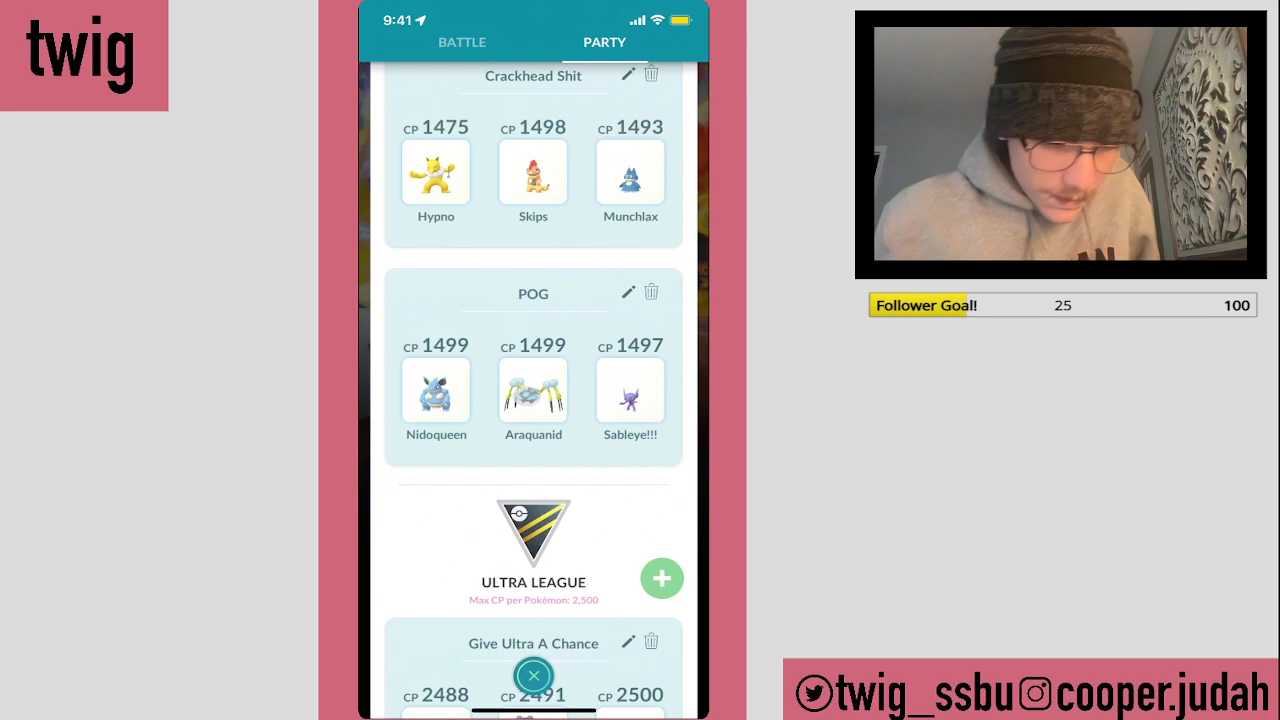 twig
9:41
BATTLE PARTY
Crackhead Shit
CP 1475 CP 1498 CP 1493
Hypno Skips Munchlax
POG
CP 1499 CP 1499 CP 1497
Nidoqueen Araquanid Sableye!!!
ULTRA LEAGUE
Max CP per Pokémon: 2,500
Give Ultra A Chance
CP 2488 CP 2491 CP 2500
Follower Goal! 25 100
twig_ssbu cooper.judah